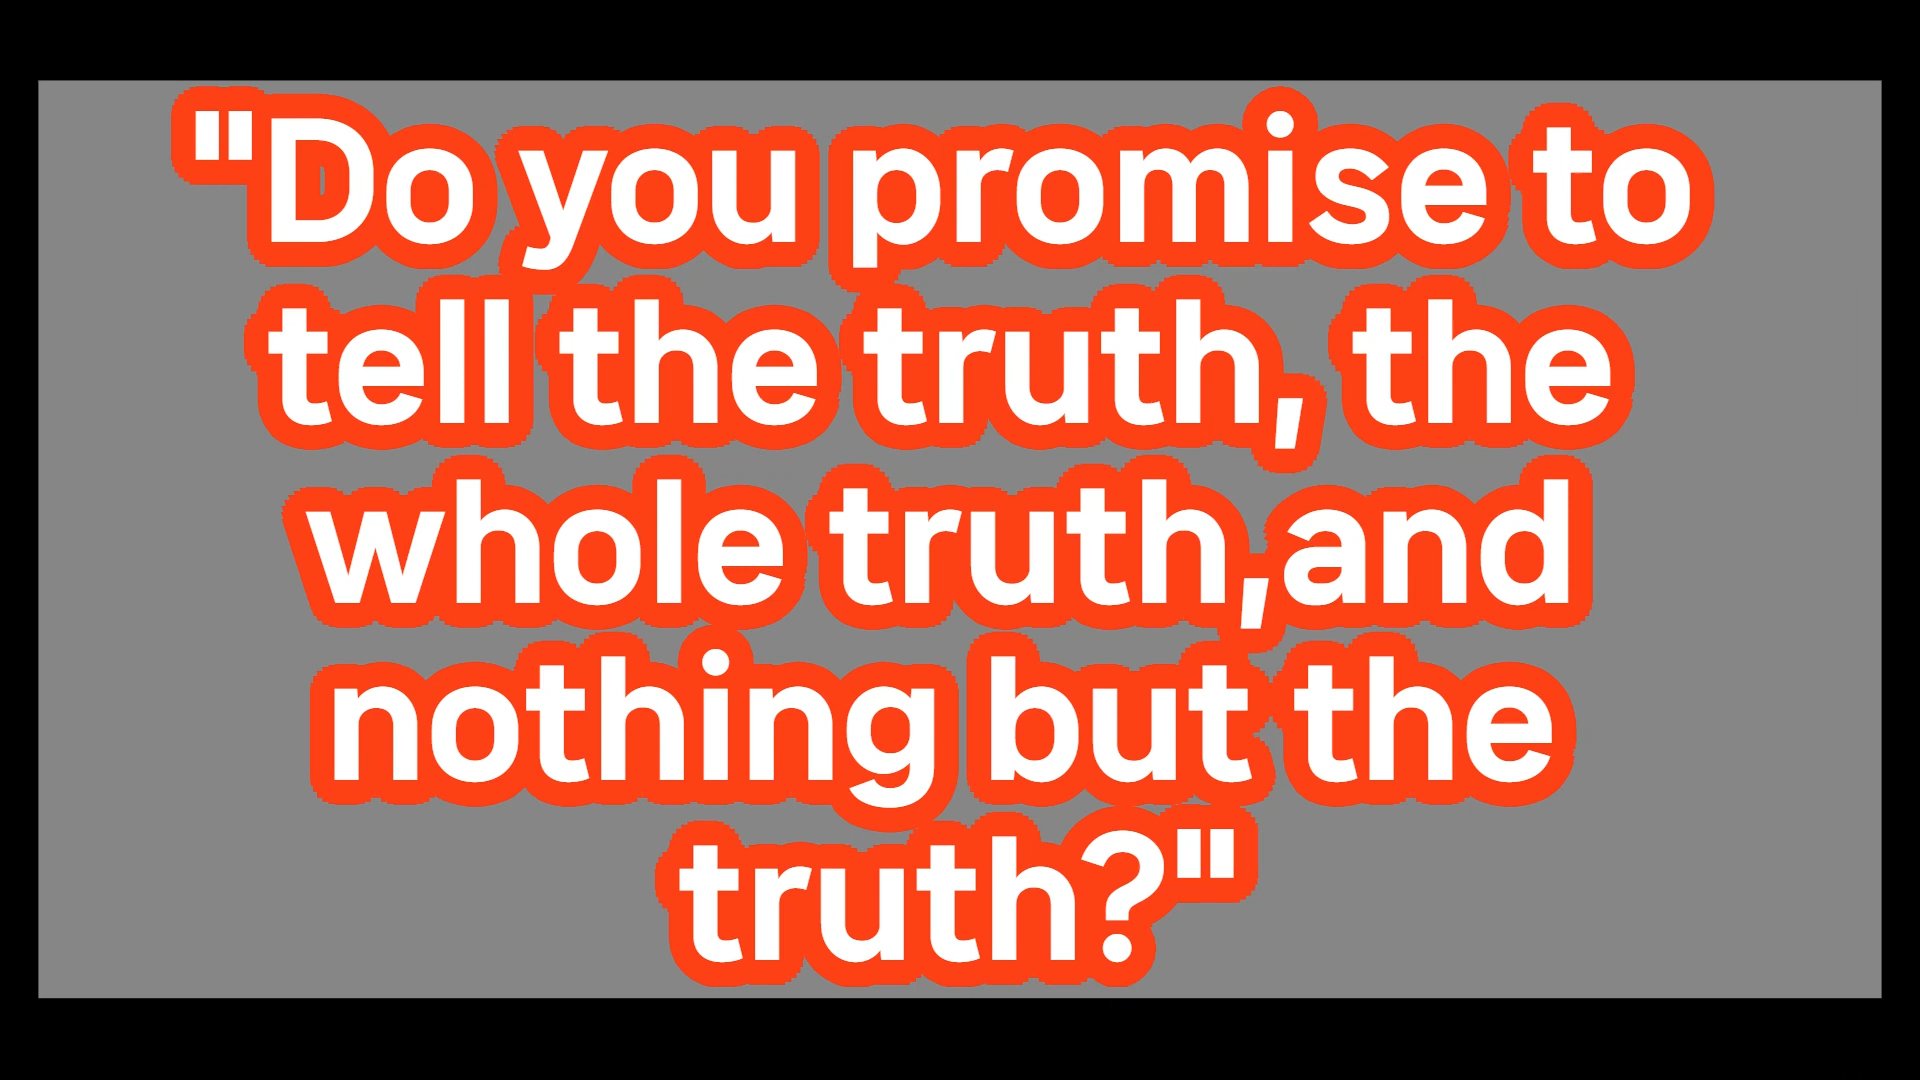 "Do you promise to
tell the truth, the
whole truth,and
nothing but the
truth?"